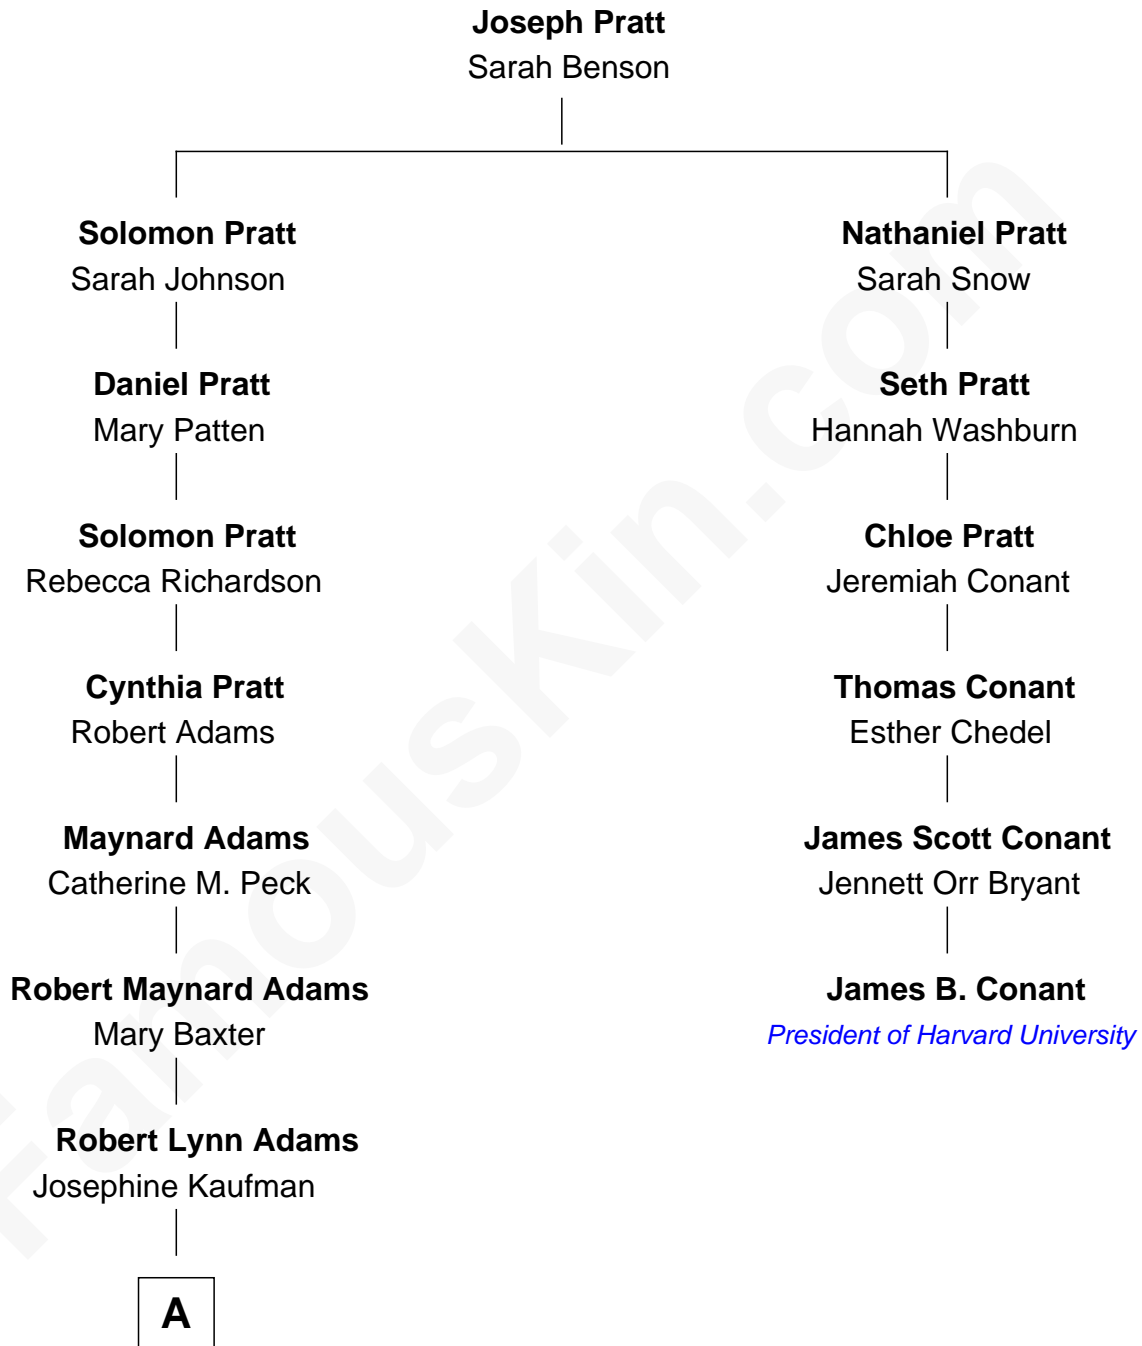 Joseph Pratt
Sarah Benson
Solomon Pratt
Sarah Johnson
Daniel Pratt
Mary Patten
Solomon Pratt
Rebecca Richardson
Cynthia Pratt
Robert Adams
Maynard Adams
Catherine M. Peck
Robert Maynard Adams
Mary Baxter
Robert Lynn Adams
Josephine Kaufman
A
Nathaniel Pratt
Sarah Snow
Seth Pratt
Hannah Washburn
Chloe Pratt
Jeremiah Conant
Thomas Conant
Esther Chedel
James Scott Conant
Jennett Orr Bryant
James B. Conant
President of Harvard University
FamousKin.com